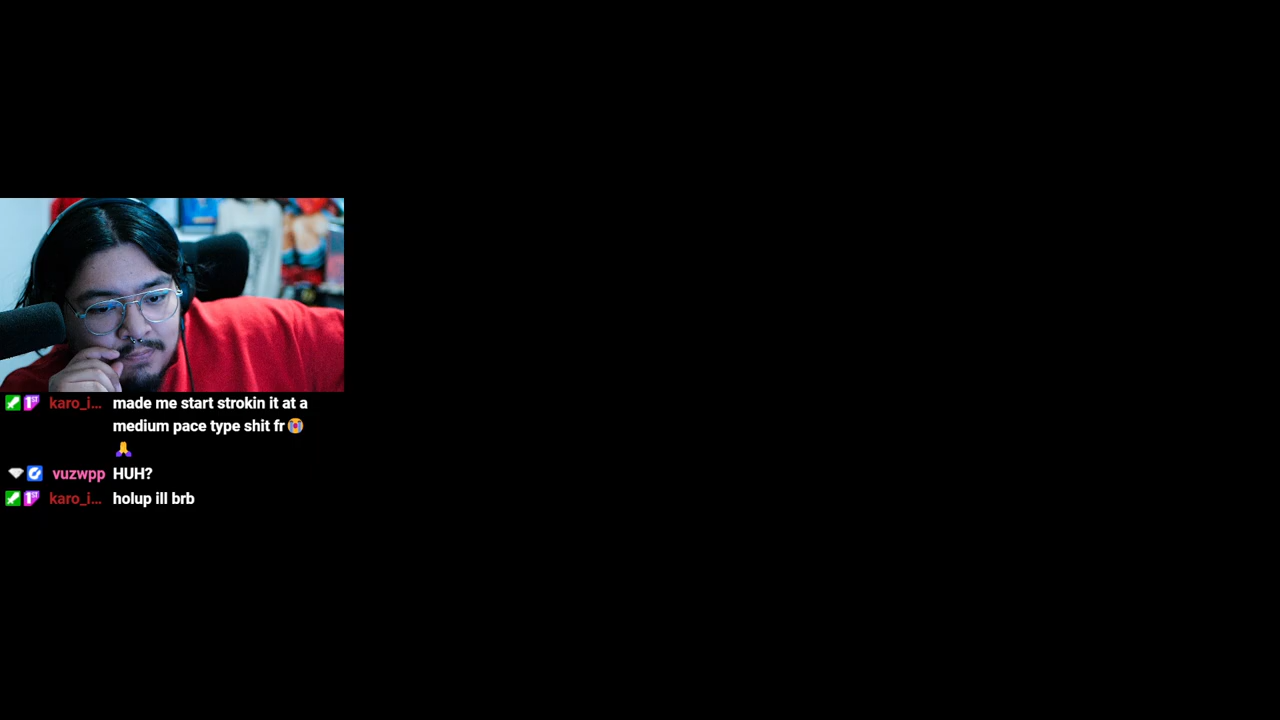 karo_i... made me start strokin it at a
medium pace type shit fr😭
🙏
vuzwpp HUH?
karo_i... holup ill brb